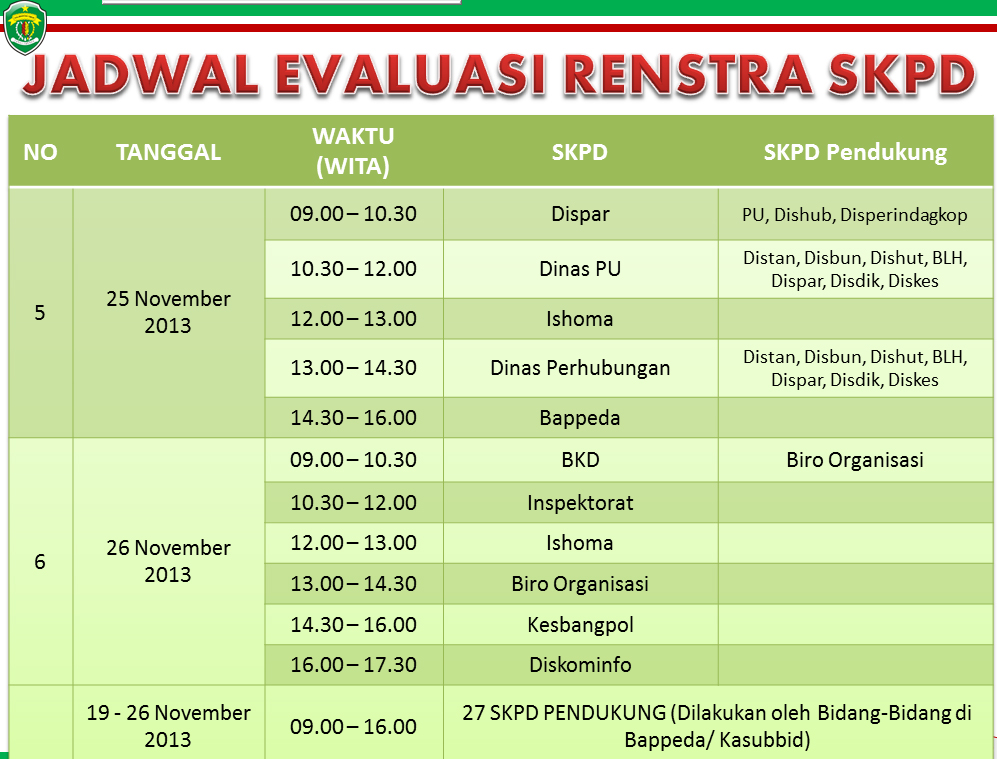 JADWAL EVALUASI RENSTRA SKPD
NO TANGGAL WAKTU (WITA) SKPD SKPD Pendukung
5 25 November 2013
09.00 – 10.30 Dispar PU, Dishub, Disperindagkop
10.30 – 12.00 Dinas PU Distan, Disbun, Dishut, BLH,
Dispar, Disdik, Diskes
12.00 – 13.00 Ishoma
13.00 – 14.30 Dinas Perhubungan Distan, Disbun, Dishut, BLH,
Dispar, Disdik, Diskes
14.30 – 16.00 Bappeda
6 26 November 2013
09.00 – 10.30 BKD Biro Organisasi
10.30 – 12.00 Inspektorat
12.00 – 13.00 Ishoma
13.00 – 14.30 Biro Organisasi
14.30 – 16.00 Kesbangpol
16.00 – 17.30 Diskominfo
19 - 26 November 2013
09.00 – 16.00 27 SKPD PENDUKUNG (Dilakukan oleh Bidang-Bidang di
Bappeda/ Kasubbid)